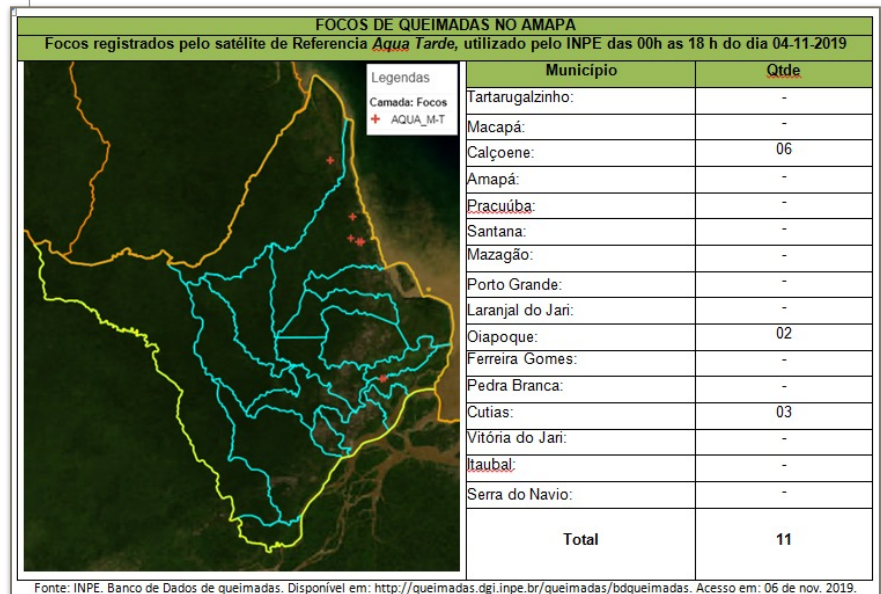 FOCOS DE QUEIMADAS NO AMAPA
Focos registrados pelo satélite de Referencia Aqua Tarde, utilizado pelo INPE das 00h as 18 h do dia 04-11-2019
Legendas
Camada: Focos
+ AQUA_M-T
Município Qtde
Tartarugalzinho: -
Macapá: -
Calçoene: 06
Amapá: -
Pracuúba: -
Santana: -
Mazagão: -
Porto Grande: -
Laranjal do Jari: -
Oiapoque: 02
Ferreira Gomes: -
Pedra Branca: -
Cutias: 03
Vitória do Jari: -
Itaubal: -
Serra do Navio: -
Total 11
Fonte: INPE. Banco de Dados de queimadas. Disponível em: http://queimadas.dgi.inpe.br/queimadas/bdqueimadas. Acesso em: 06 de nov. 2019.